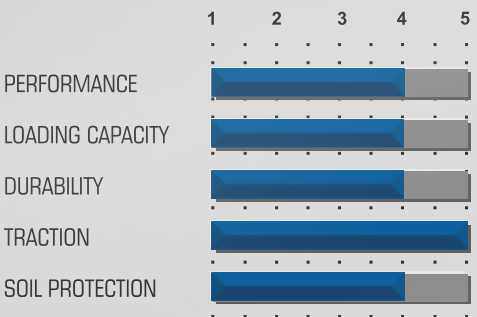 1 2 3 4 5
PERFORMANCE
LOADING CAPACITY
DURABILITY
TRACTION
SOIL PROTECTION